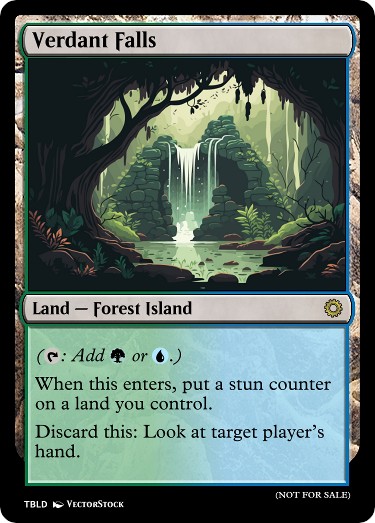 Verdant Falls
Land — Forest Island
(: Add or .)
When this enters, put a stun counter
on a land you control.
Discard this: Look at target player's
hand.
(NOT FOR SALE)
TBLD VECTORSTOCK